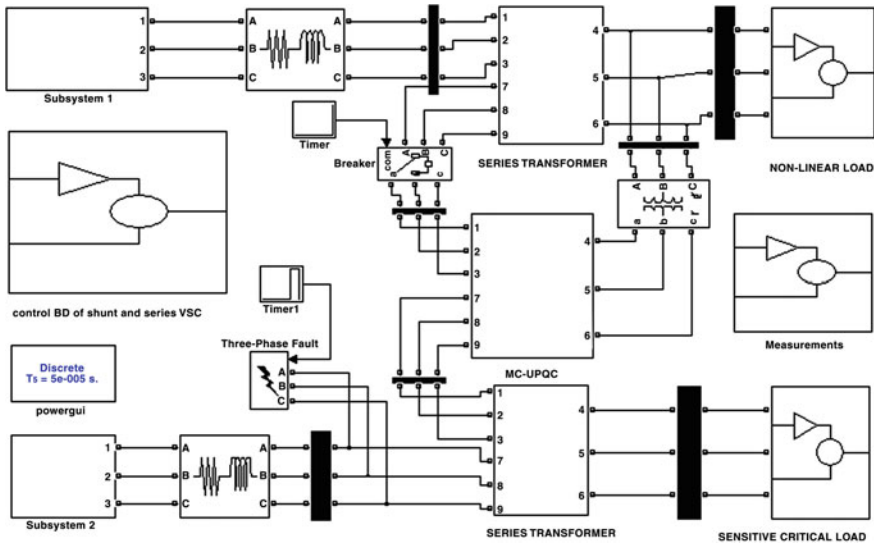 1 A A 1
2 B B 2
3 C C 3
Subsystem 1
7
8
9
4
5
6
SERIES TRANSFORMER
NON-LINEAR LOAD
Timer
Breaker
com
A B C
a c
A B C
a b c
control BD of shunt and series VSC
Timer1
1
2
3
7
8
9
4
5
6
MC-UPQC
Measurements
Three-Phase Fault
A
B
C
Discrete
Ts = 5e-005 s.
powergui
1 A A
2 B B
3 C C
Subsystem 2
1
2
3
7
8
9
4
5
6
SERIES TRANSFORMER
SENSITIVE CRITICAL LOAD